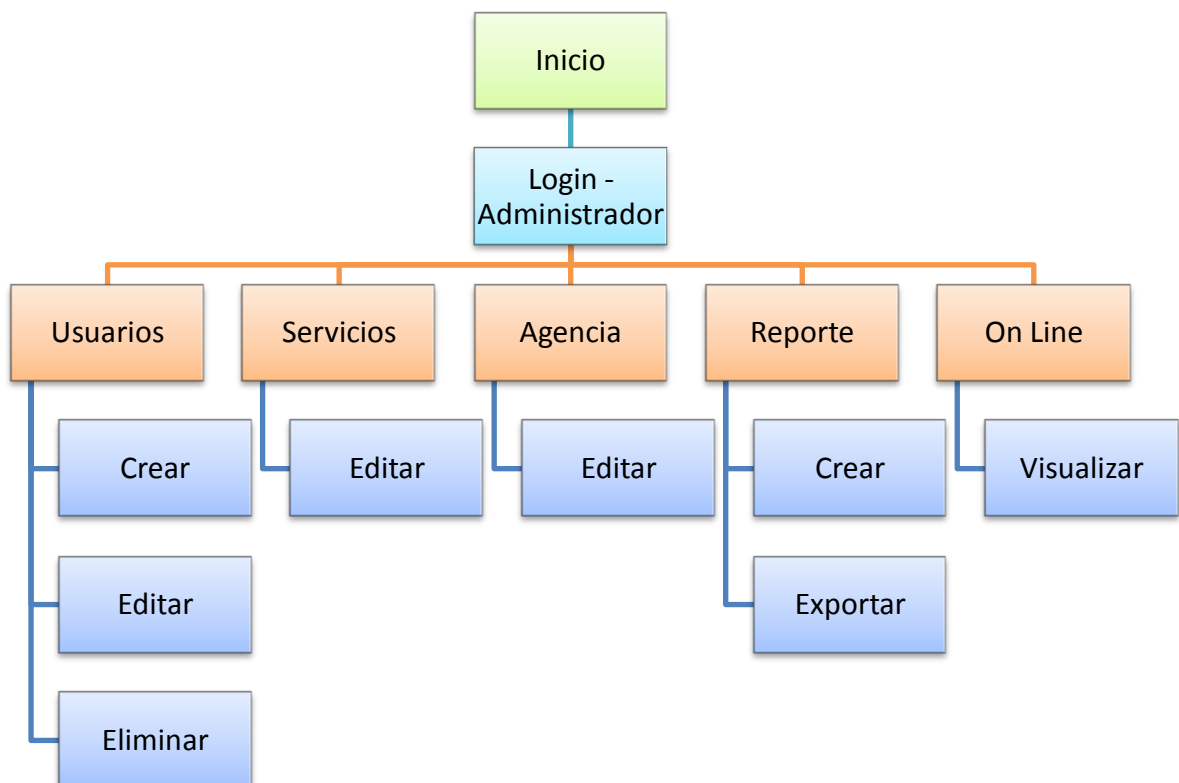 Inicio
Login -
Administrador
Usuarios
Servicios
Agencia
Reporte
On Line
Crear
Editar
Editar
Crear
Visualizar
Editar
Exportar
Eliminar